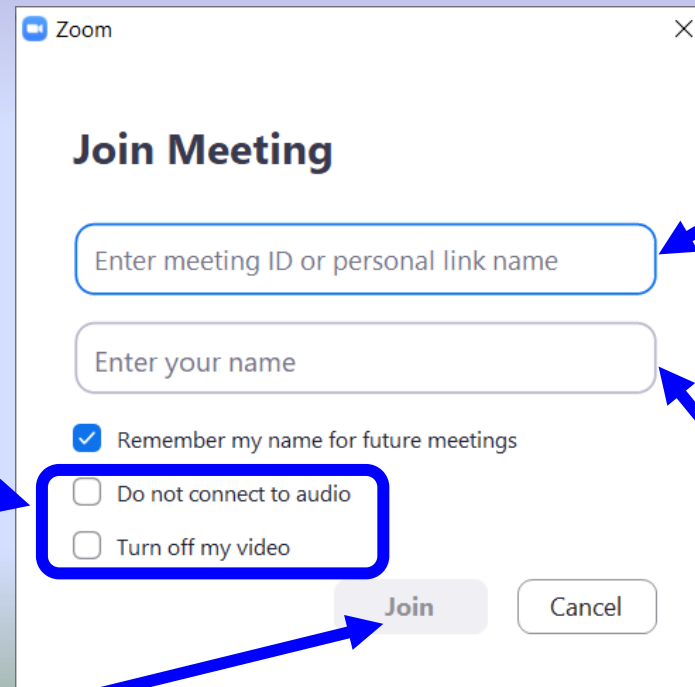 Zoom
Join Meeting
Enter meeting ID or personal link name
Enter your name
Remember my name for future meetings
Do not connect to audio
Turn off my video
Join Cancel